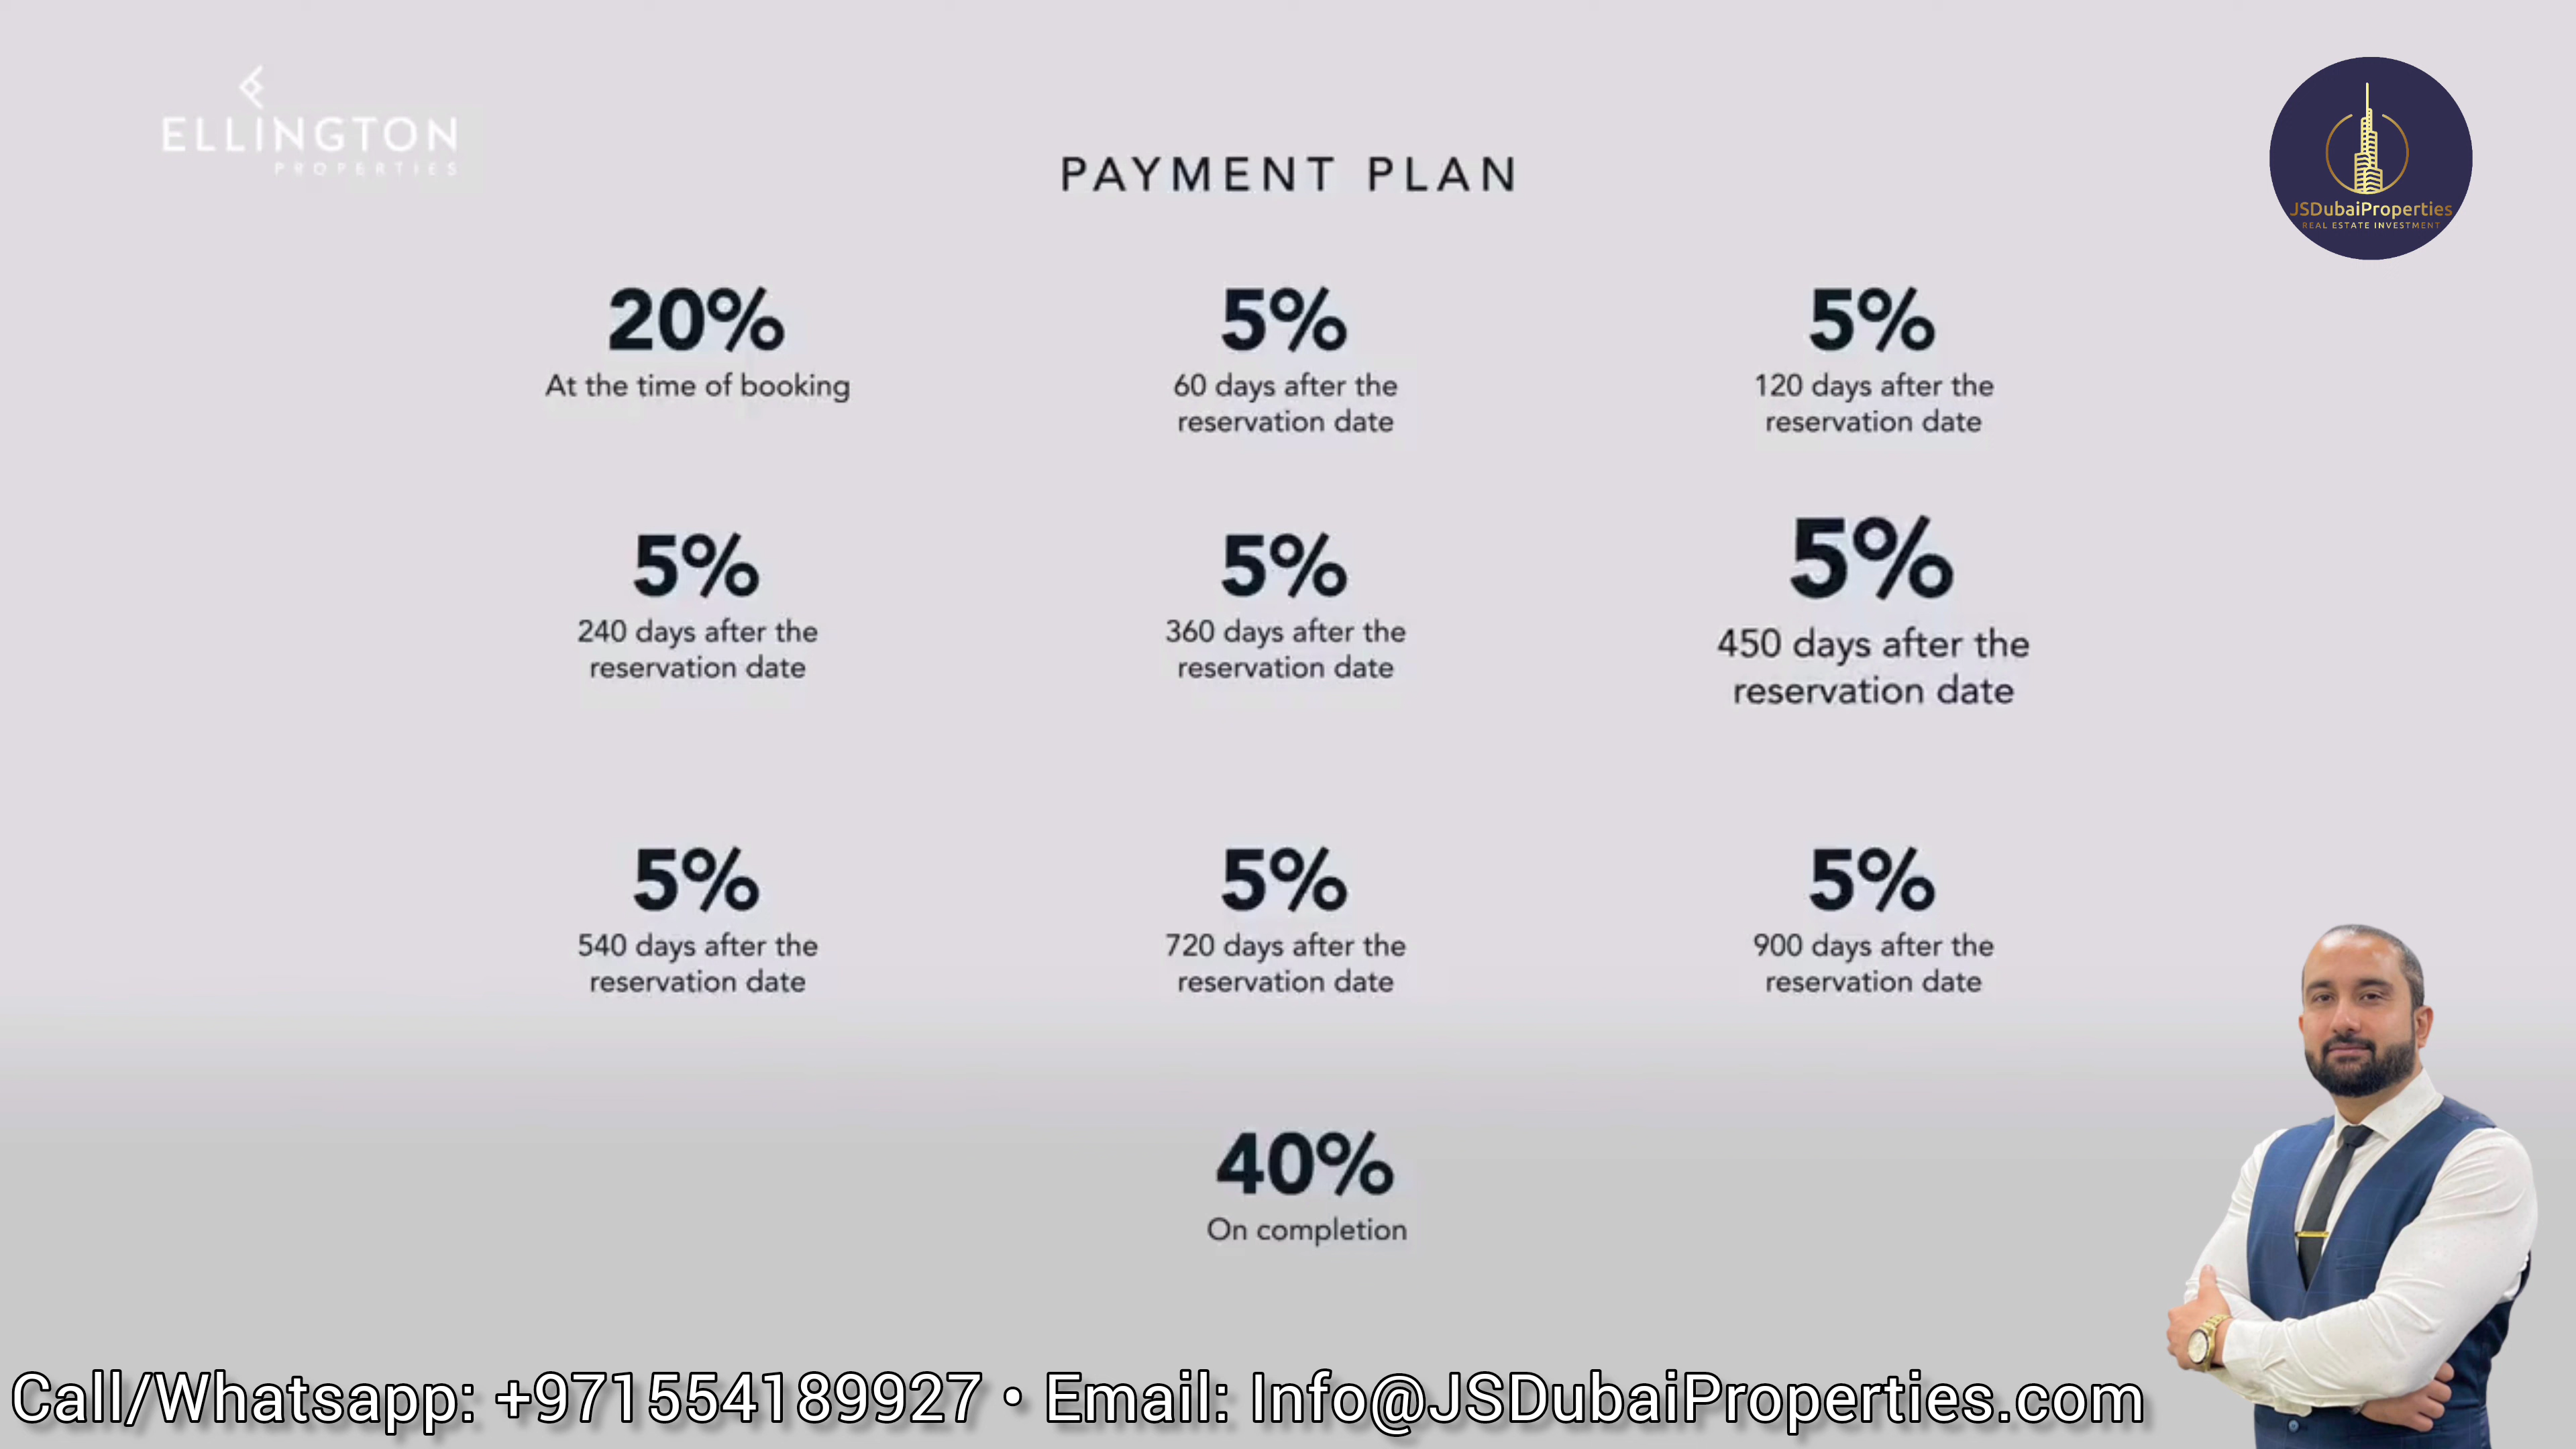 ELLINGTON
PROPERTIES
PAYMENT PLAN
JSDubaiProperties
REAL ESTATE INVESTMENT
20%
At the time of booking
5%
60 days after the
reservation date
5%
120 days after the
reservation date
5%
240 days after the
reservation date
5%
360 days after the
reservation date
5%
450 days after the
reservation date
5%
540 days after the
reservation date
5%
720 days after the
reservation date
5%
900 days after the
reservation date
40%
On completion
Call/Whatsapp: +971554189927 • Email: Info@JSDubaiProperties.com